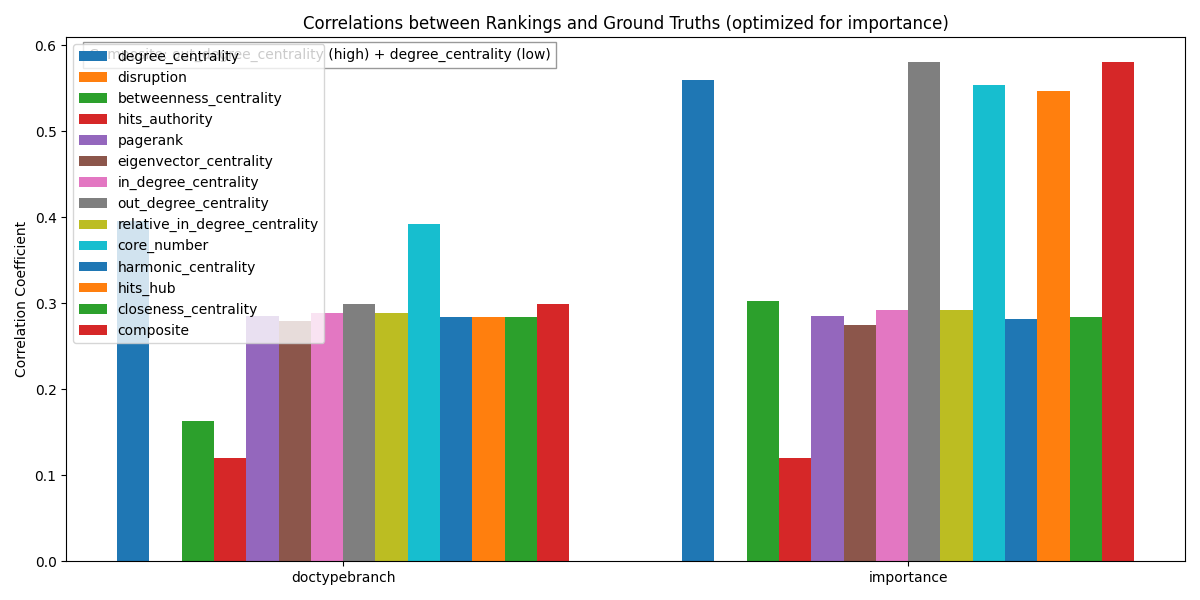 Correlations between Rankings and Ground Truths (optimized for importance)
Composite: out_degree_centrality (high) + degree_centrality (low)
degree_centrality
disruption
betweenness_centrality
hits_authority
pagerank
eigenvector_centrality
in_degree_centrality
out_degree_centrality
relative_in_degree_centrality
core_number
harmonic_centrality
hits_hub
closeness_centrality
composite
Correlation Coefficient
0.6
0.5
0.4
0.3
0.2
0.1
0.0
doctypebranch
importance